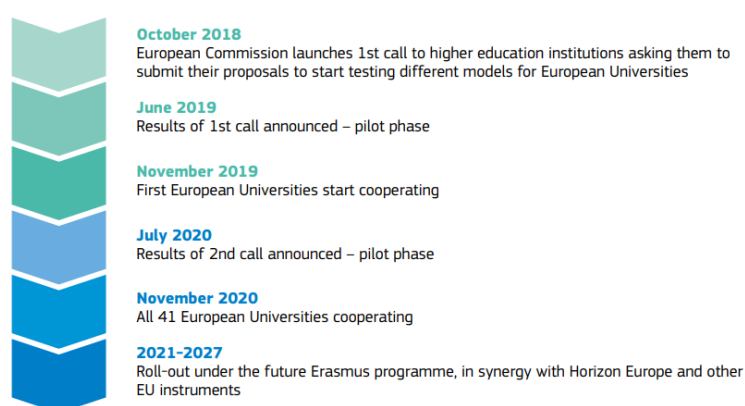 October 2018
European Commission launches 1st call to higher education institutions asking them to
submit their proposals to start testing different models for European Universities
June 2019
Results of 1st call announced – pilot phase
November 2019
First European Universities start cooperating
July 2020
Results of 2nd call announced – pilot phase
November 2020
All 41 European Universities cooperating
2021-2027
Roll-out under the future Erasmus programme, in synergy with Horizon Europe and other
EU instruments